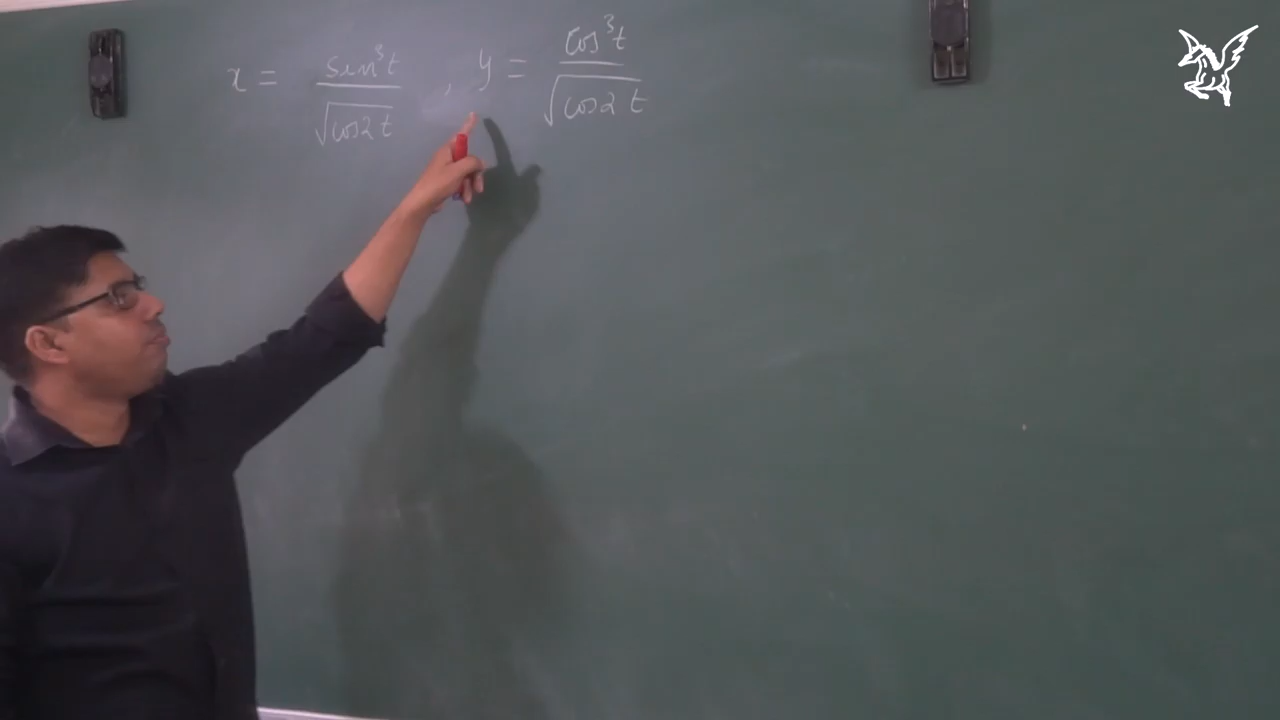 x = sin³t / √cos2t , y = cos³t / √cos2t